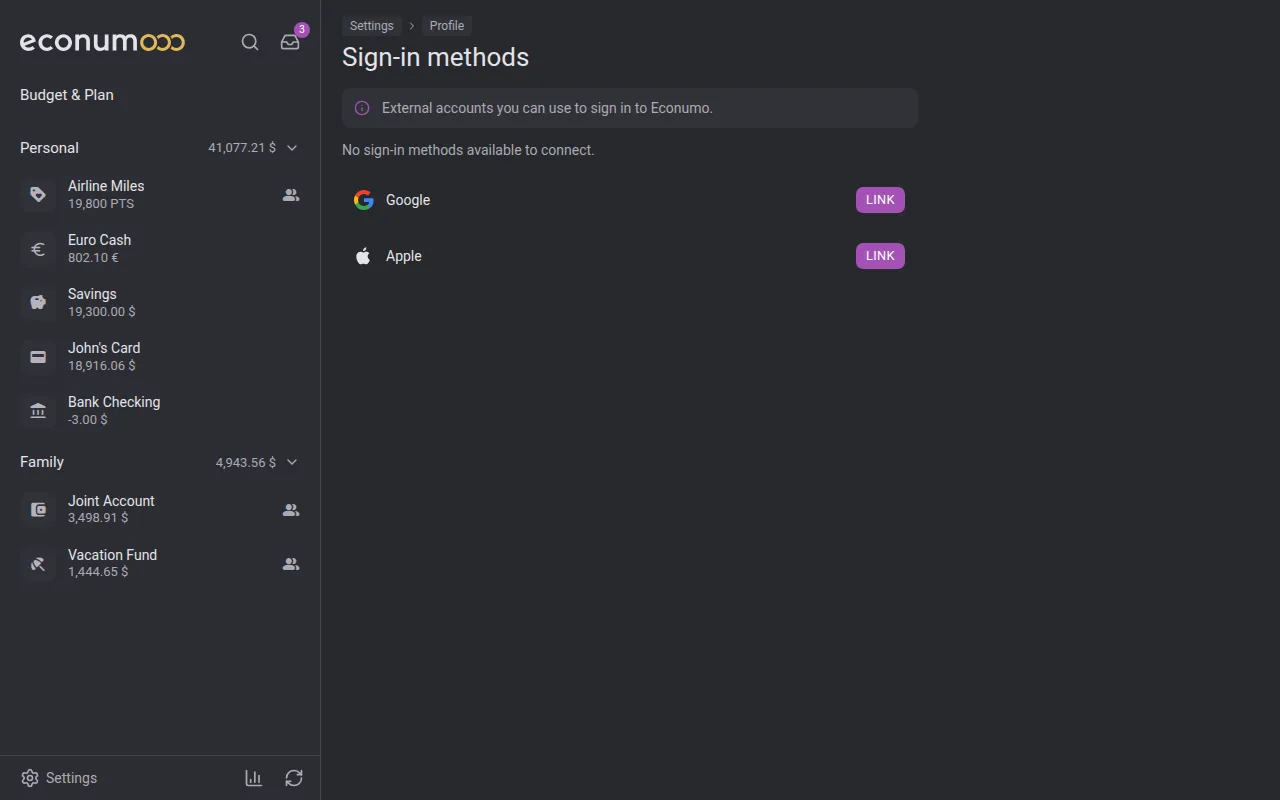 econumo
3
Budget & Plan
Personal 41,077.21 $
Airline Miles
19,800 PTS
Euro Cash
802.10 €
Savings
19,300.00 $
John's Card
18,916.06 $
Bank Checking
-3.00 $
Family 4,943.56 $
Joint Account
3,498.91 $
Vacation Fund
1,444.65 $
Settings
Settings > Profile
Sign-in methods
External accounts you can use to sign in to Econumo.
No sign-in methods available to connect.
Google LINK
Apple LINK